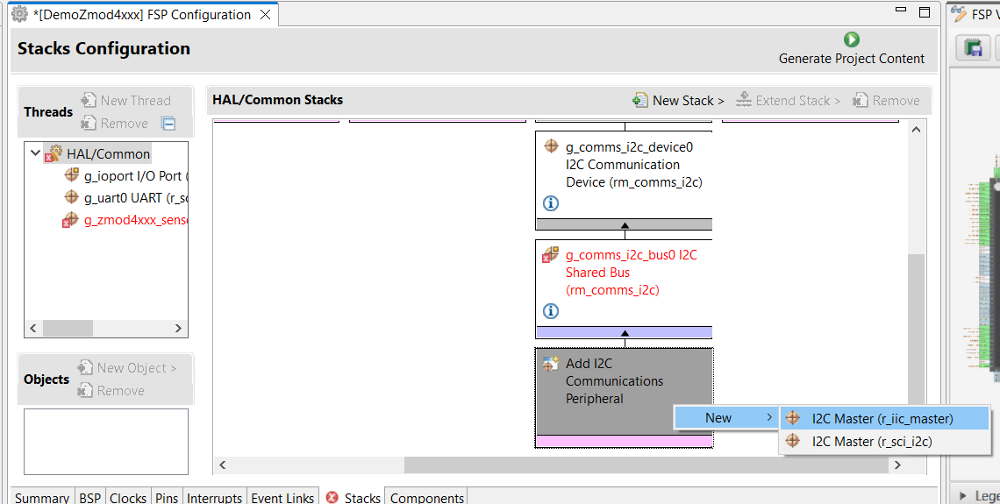 *[DemoZmod4xxx] FSP Configuration
FSP V
Stacks Configuration
Generate Project Content
Threads
New Thread
Remove
HAL/Common Stacks
New Stack >
Extend Stack >
Remove
HAL/Common
g_ioport I/O Port (
g_uart0 UART (r_sc
g_zmod4xxx_sens
g_comms_i2c_device0
I2C Communication
Device (rm_comms_i2c)
g_comms_i2c_bus0 I2C
Shared Bus
(rm_comms_i2c)
Add I2C
Communications
Peripheral
New
I2C Master (r_iic_master)
I2C Master (r_sci_i2c)
Objects
New Object >
Remove
Summary
BSP
Clocks
Pins
Interrupts
Event Links
Stacks
Components
Lege